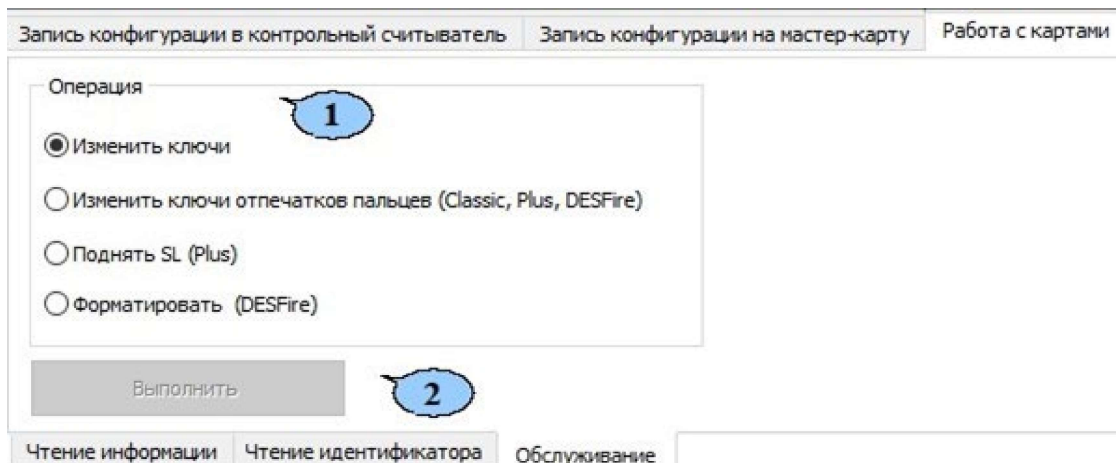 Запись конфигурации в контрольный считыватель Запись конфигурации на мастер-карту Работа с картами
Операция
1
Изменить ключи
Изменить ключи отпечатков пальцев (Classic, Plus, DESFire)
Поднять SL (Plus)
Форматировать (DESFire)
Выполнить
2
Чтение информации Чтение идентификатора Обслуживание